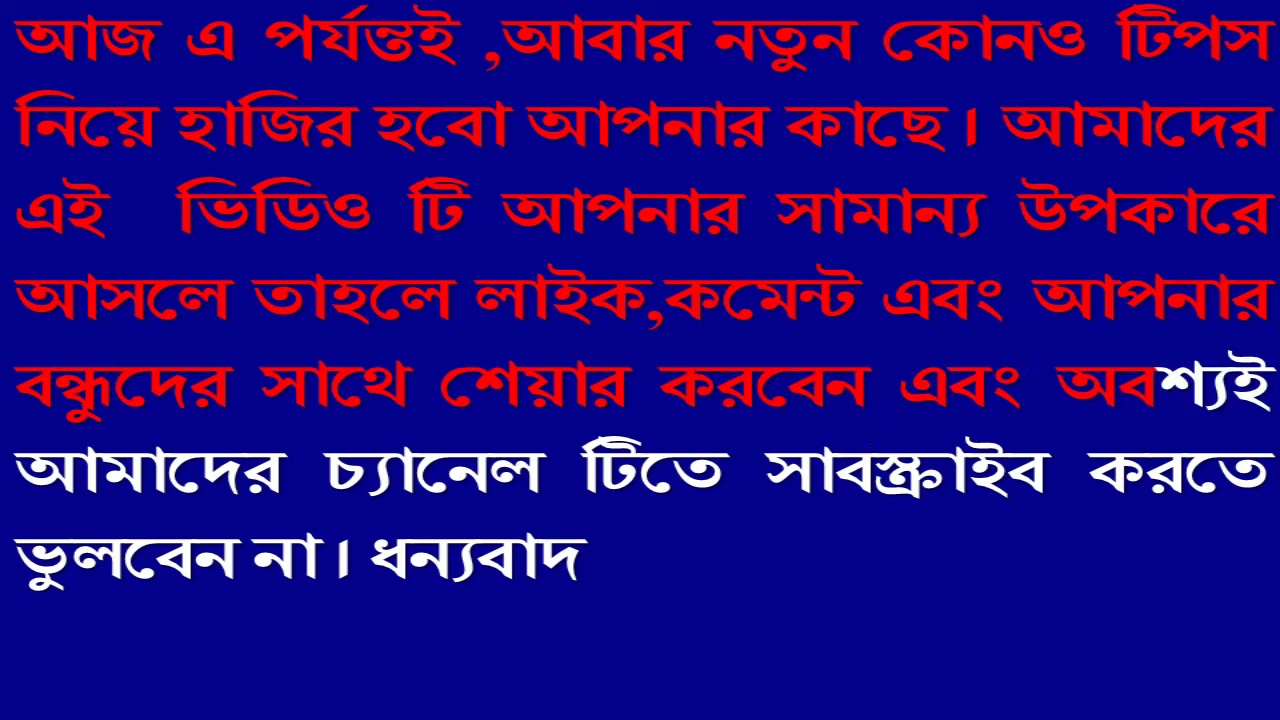 আজ এ পর্যন্তই ,আবার নতুন কোনও টিপস
নিয়ে হাজির হবো আপনার কাছে। আমাদের
এই ভিডিও টি আপনার সামান্য উপকারে
আসলে তাহলে লাইক,কমেন্ট এবং আপনার
বন্ধুদের সাথে শেয়ার করবেন এবং অবশ্যই
আমাদের চ্যানেল টিতে সাবস্ক্রাইব করতে
ভুলবেন না। ধন্যবাদ